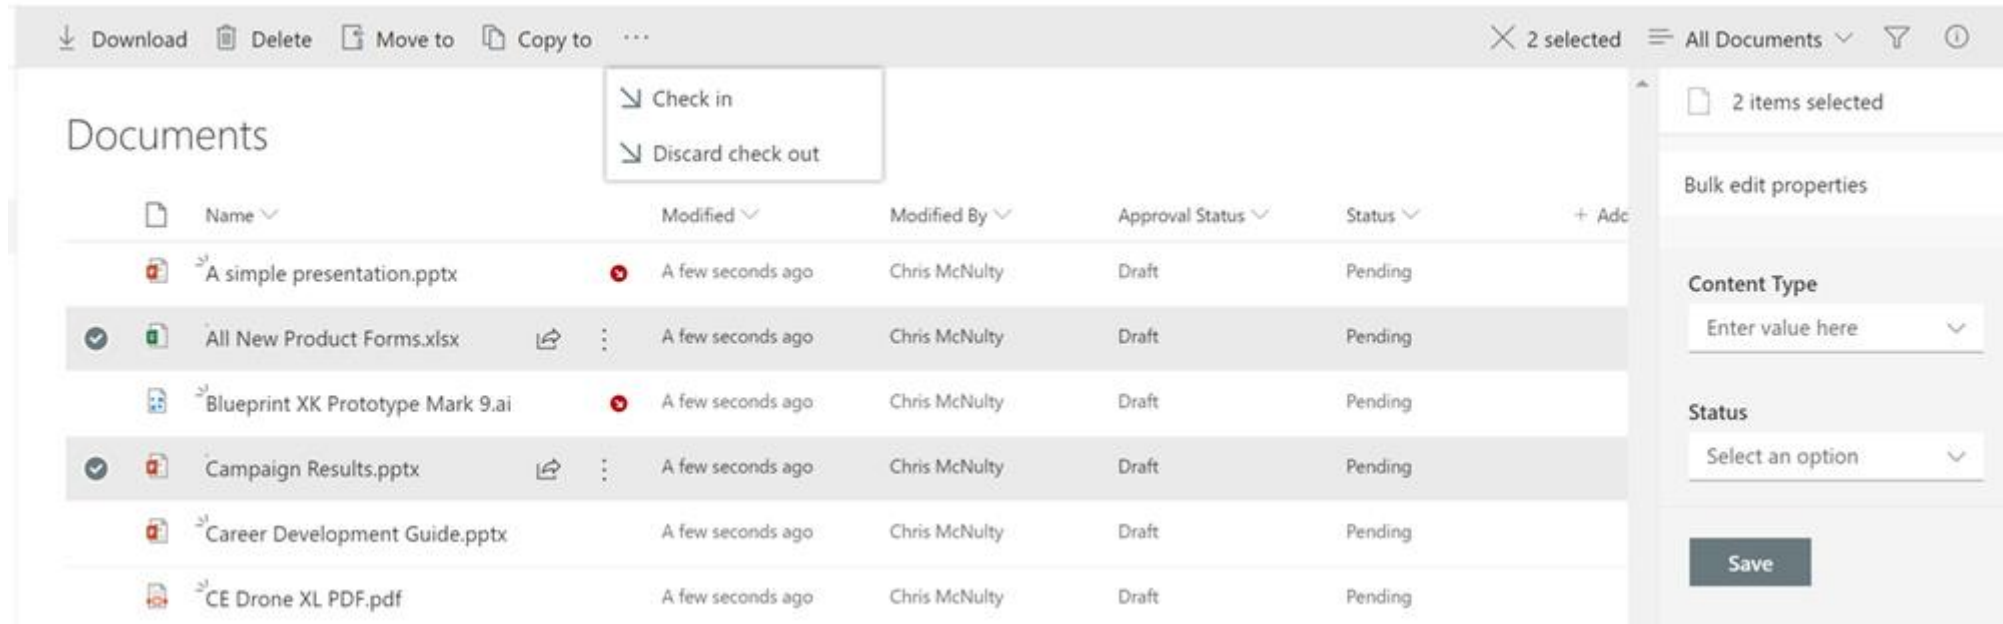 Download Delete Move to Copy to ... 2 selected All Documents
Check in
2 items selected
Documents
Discard check out
Bulk edit properties
Name Modified Modified By Approval Status Status + Add
A simple presentation.pptx A few seconds ago Chris McNulty Draft Pending
Content Type
All New Product Forms.xlsx A few seconds ago Chris McNulty Draft Pending
Enter value here
Blueprint XK Prototype Mark 9.ai A few seconds ago Chris McNulty Draft Pending
Status
Campaign Results.pptx A few seconds ago Chris McNulty Draft Pending
Select an option
Career Development Guide.pptx A few seconds ago Chris McNulty Draft Pending
Save
CE Drone XL PDF.pdf A few seconds ago Chris McNulty Draft Pending